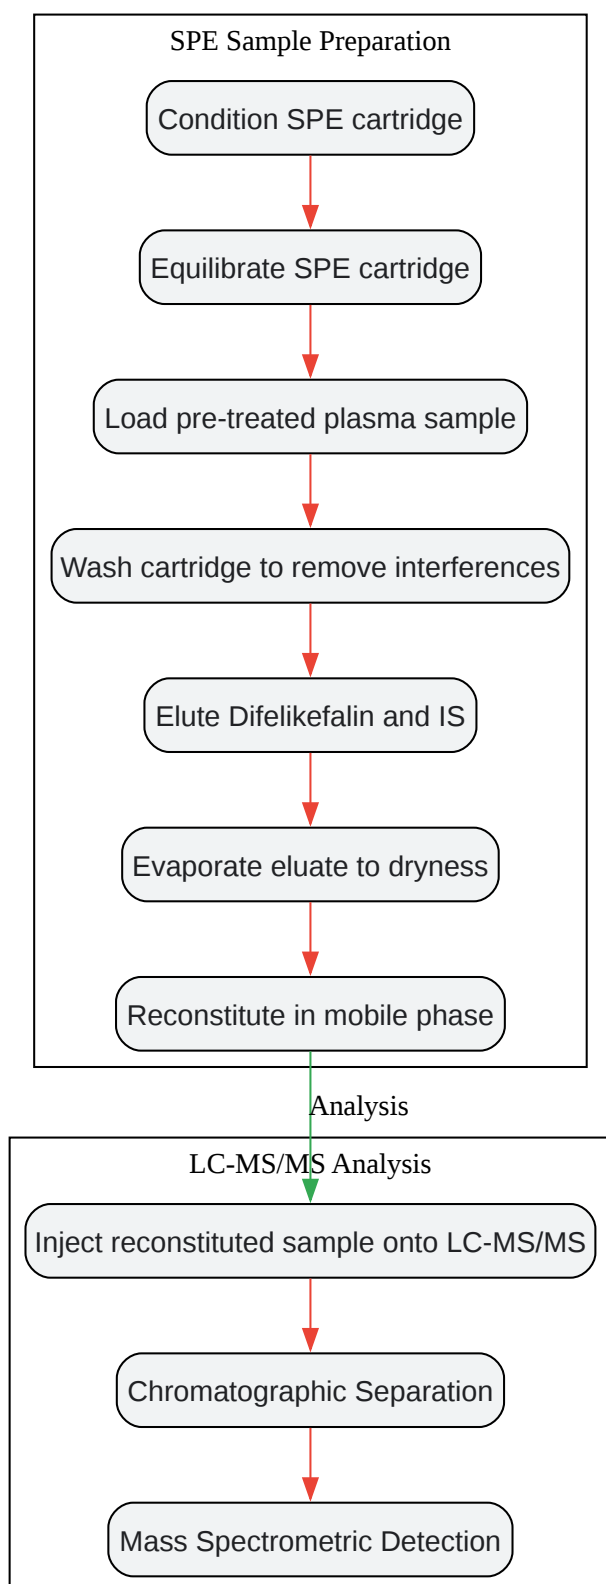 SPE Sample Preparation
Condition SPE cartridge
Equilibrate SPE cartridge
Load pre-treated plasma sample
Wash cartridge to remove interferences
Elute Difelikefalin and IS
Evaporate eluate to dryness
Reconstitute in mobile phase
Analysis
LC-MS/MS Analysis
Inject reconstituted sample onto LC-MS/MS
Chromatographic Separation
Mass Spectrometric Detection